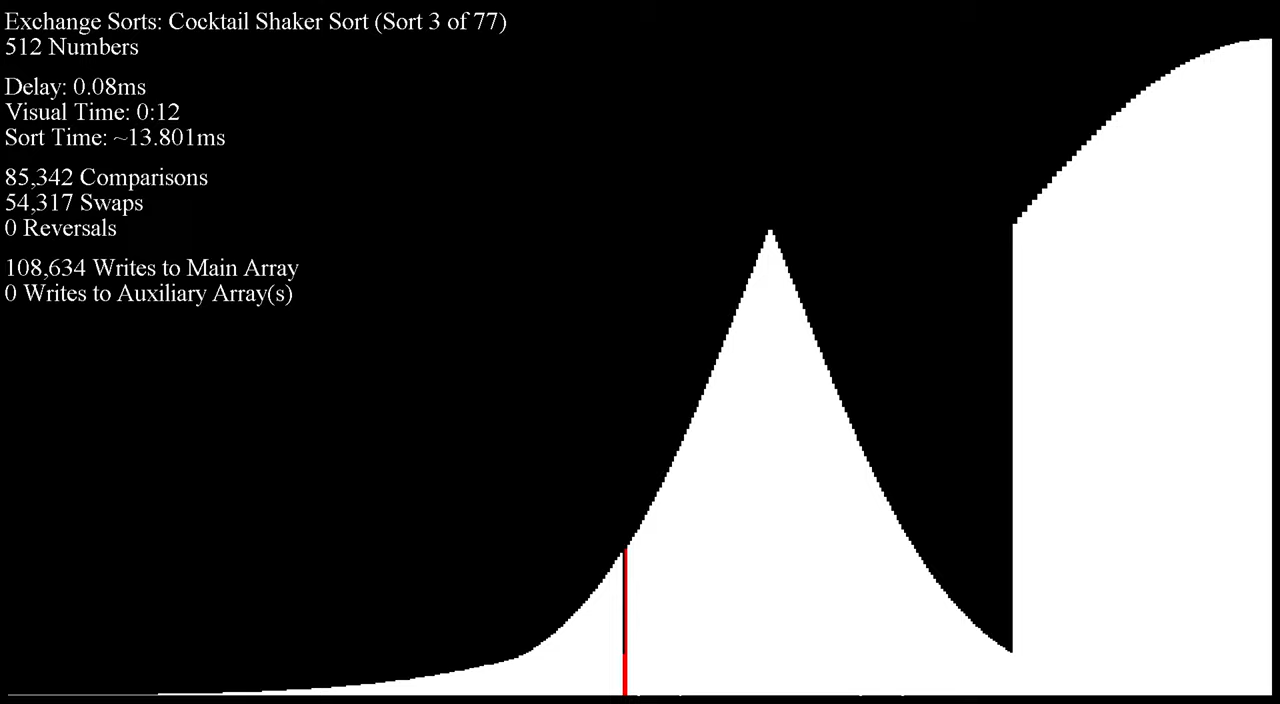 Exchange Sorts: Cocktail Shaker Sort (Sort 3 of 77)
512 Numbers
Delay: 0.08ms
Visual Time: 0:12
Sort Time: ~13.801ms
85,342 Comparisons
54,317 Swaps
0 Reversals
108,634 Writes to Main Array
0 Writes to Auxiliary Array(s)